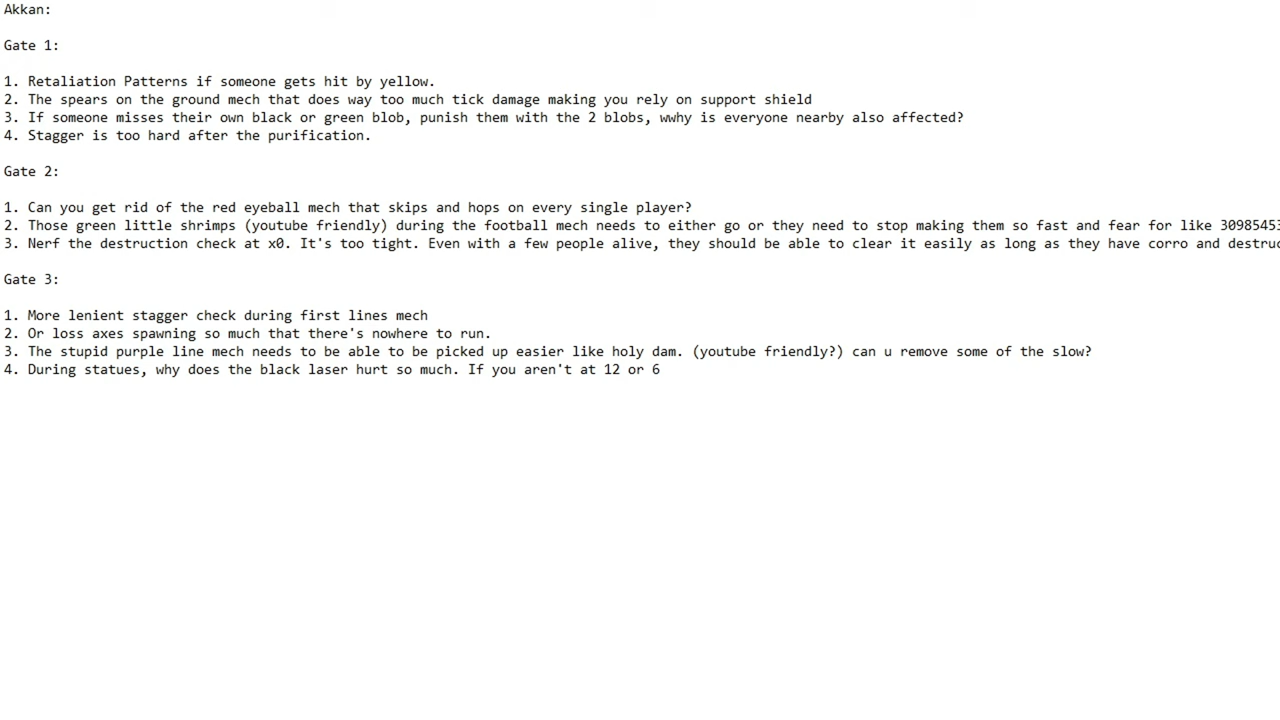 Akkan:
Gate 1:
1. Retaliation Patterns if someone gets hit by yellow.
2. The spears on the ground mech that does way too much tick damage making you rely on support shield
3. If someone misses their own black or green blob, punish them with the 2 blobs, wwhy is everyone nearby also affected?
4. Stagger is too hard after the purification.
Gate 2:
1. Can you get rid of the red eyeball mech that skips and hops on every single player?
2. Those green little shrimps (youtube friendly) during the football mech needs to either go or they need to stop making them so fast and fear for like
3. Nerf the destruction check at x0. It's too tight. Even with a few people alive, they should be able to clear it easily as long as they have corro and
Gate 3:
1. More lenient stagger check during first lines mech
2. Or loss axes spawning so much that there's nowhere to run.
3. The stupid purple line mech needs to be able to be picked up easier like holy dam. (youtube friendly?) can u remove some of the slow?
4. During statues, why does the black laser hurt so much. If you aren't at 12 or 6